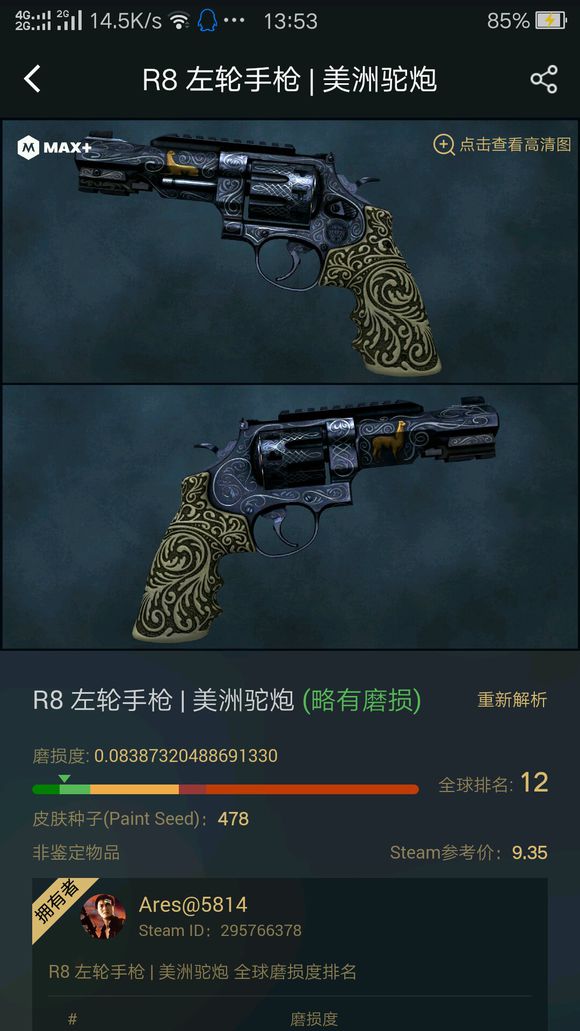 4G 2G 2G 14.5K/s ··· 13:53 85%
R8 左轮手枪 | 美洲驼炮
MAX+ 点击查看高清图
R8 左轮手枪 | 美洲驼炮 (略有磨损) 重新解析
磨损度: 0.08387320488691330
全球排名: 12
皮肤种子(Paint Seed)： 478
非鉴定物品 Steam参考价： 9.35
拥有者
Ares@5814
Steam ID：295766378
R8 左轮手枪 | 美洲驼炮 全球磨损度排名
# 磨损度